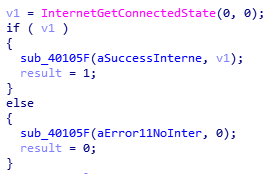 v1 = InternetGetConnectedState(0, 0);
if ( v1 )
{
  sub_40105F(aSuccessInterne, v1);
  result = 1;
}
else
{
  sub_40105F(aError11NoInter, 0);
  result = 0;
}